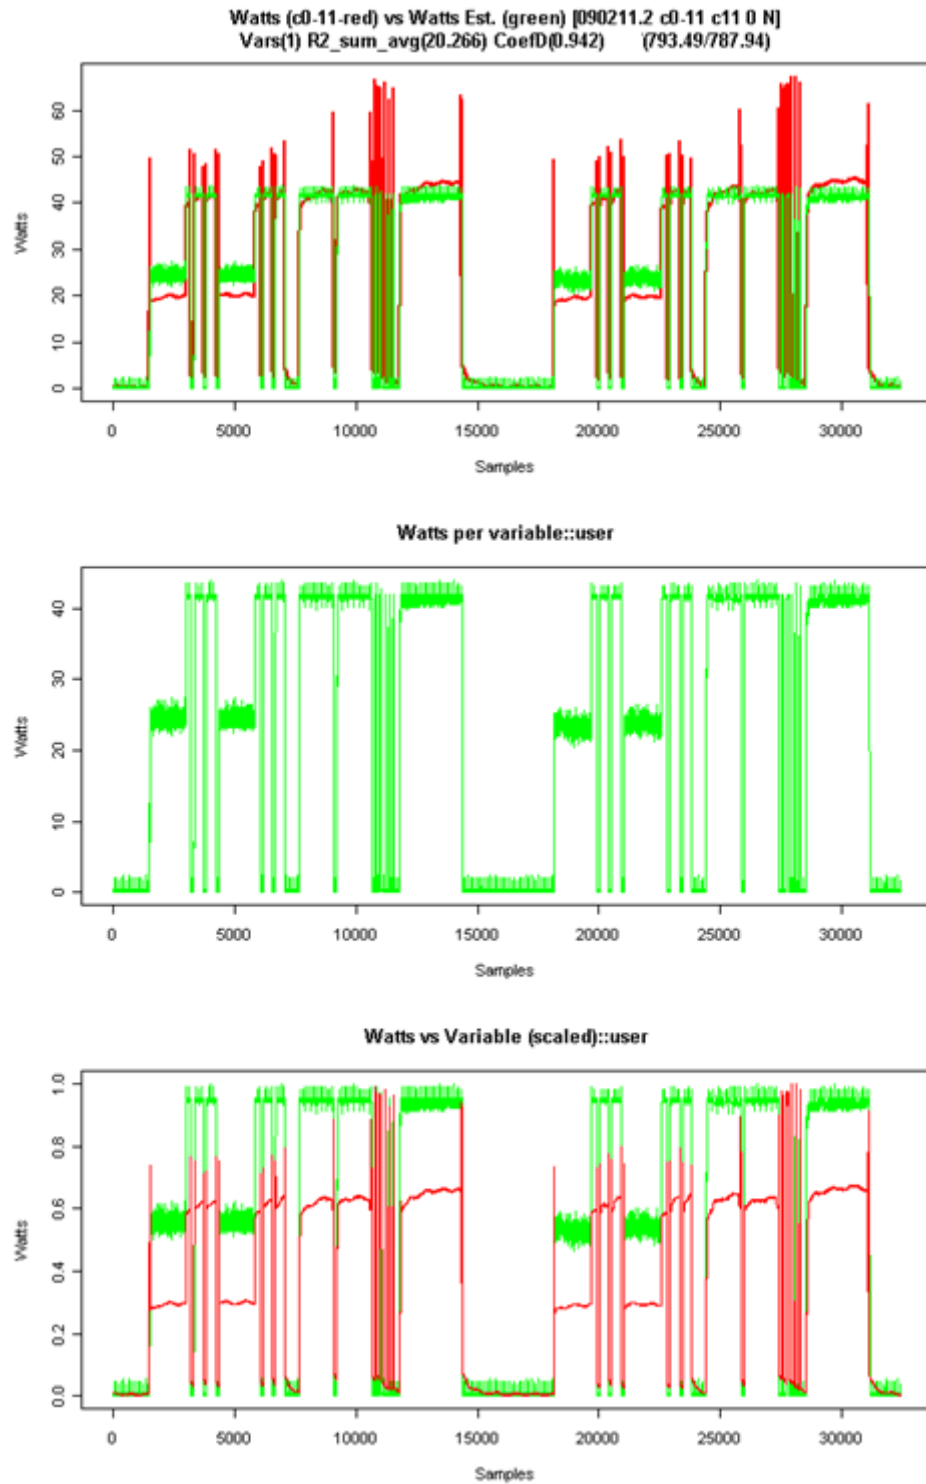 Watts (c0-11-red) vs Watts Est. (green) [090211.2 c0-11 c11 0 N]
Vars(1) R2_sum_avg(20.266) CoefD(0.942) (793.49/787.94)
Watts
60
50
40
30
20
10
0
0 5000 10000 15000 20000 25000 30000
Samples
Watts per variable::user
Watts
40
30
20
10
0
0 5000 10000 15000 20000 25000 30000
Samples
Watts vs Variable (scaled)::user
Watts
1.0
0.8
0.6
0.4
0.2
0.0
0 5000 10000 15000 20000 25000 30000
Samples